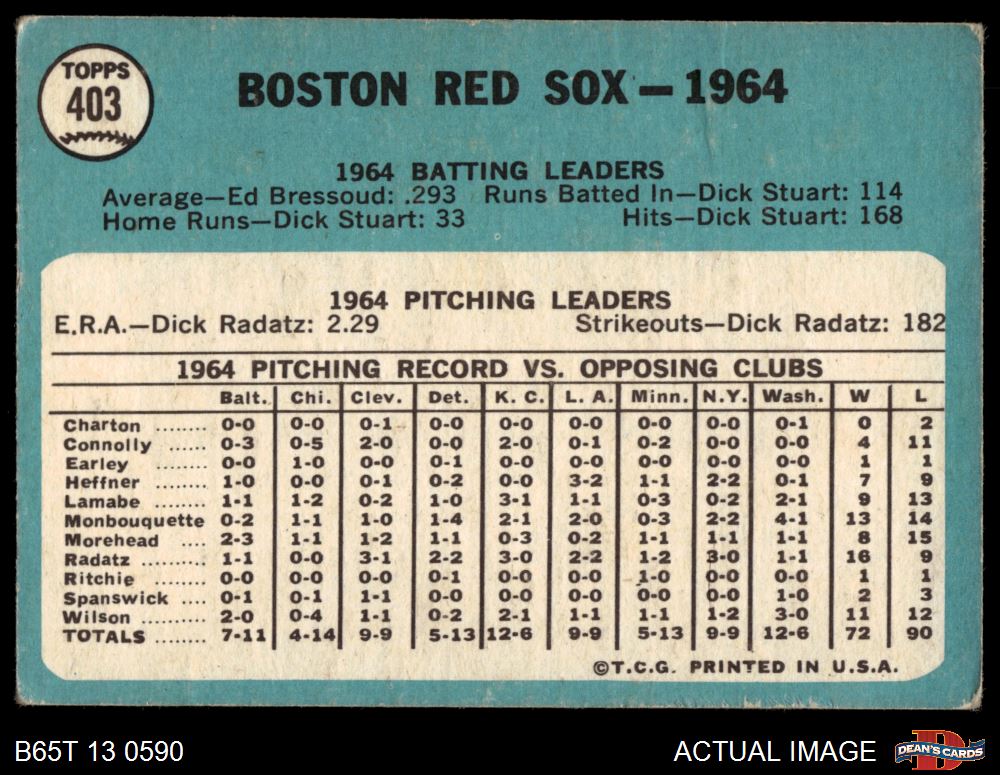 TOPPS
403
BOSTON RED SOX—1964
1964 BATTING LEADERS
Average—Ed Bressoud: .293 Runs Batted In—Dick Stuart: 114
Home Runs—Dick Stuart: 33 Hits—Dick Stuart: 168
1964 PITCHING LEADERS
E.R.A.—Dick Radatz: 2.29 Strikeouts—Dick Radatz: 182
1964 PITCHING RECORD VS. OPPOSING CLUBS
Balt. Chi. Clev. Det. K. C. L. A. Minn. N.Y. Wash. W L
Charton ........ 0-0 0-0 0-1 0-0 0-0 0-0 0-0 0-0 0-1 0 2
Connolly ...... 0-3 0-5 2-0 0-0 2-0 0-1 0-2 0-0 0-0 4 11
Earley ........ 0-0 1-0 0-0 0-1 0-0 0-0 0-0 0-0 0-0 1 1
Heffner ........ 1-0 0-0 0-1 0-2 0-0 3-2 1-1 2-2 0-1 7 9
Lamabe ........ 1-1 1-2 0-2 1-0 3-1 1-1 0-3 0-2 2-1 9 13
Monbouquette 0-2 1-1 1-0 1-4 2-1 2-0 0-3 2-2 4-1 13 14
Morehead .... 2-3 1-1 1-2 1-1 0-3 0-2 1-1 1-1 1-1 8 15
Radatz .......... 1-1 0-0 3-1 2-2 3-0 2-2 1-2 3-0 1-1 16 9
Ritchie ........ 0-0 0-0 0-0 0-1 0-0 0-0 1-0 0-0 0-0 1 1
Spanswick .... 0-1 0-1 1-1 0-0 0-0 0-0 0-0 0-0 1-0 2 3
Wilson .......... 2-0 0-4 1-1 0-2 2-1 1-1 1-1 1-2 3-0 11 12
TOTALS ........ 7-11 4-14 9-9 5-13 12-6 9-9 5-13 9-9 12-6 72 90
©T.C.G. PRINTED IN U.S.A.
B65T 13 0590 ACTUAL IMAGE DEAN'S CARDS